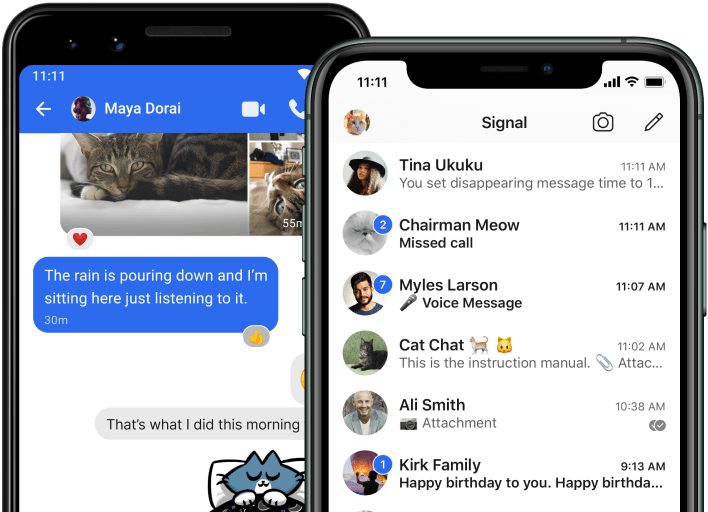 11:11
Maya Dorai
55m
The rain is pouring down and I'm
sitting here just listening to it.
30m
That's what I did this morning
11:11
Signal
Tina Ukuku 11:11 AM
You set disappearing message time to 1...
2
Chairman Meow 11:11 AM
Missed call
7
Myles Larson 11:07 AM
🎤 Voice Message
Cat Chat 🐈 🐱 11:02 AM
This is the instruction manual. 📎 Attac...
Ali Smith 10:38 AM
📷 Attachment
1
Kirk Family 9:13 AM
Happy birthday to you. Happy birthda...